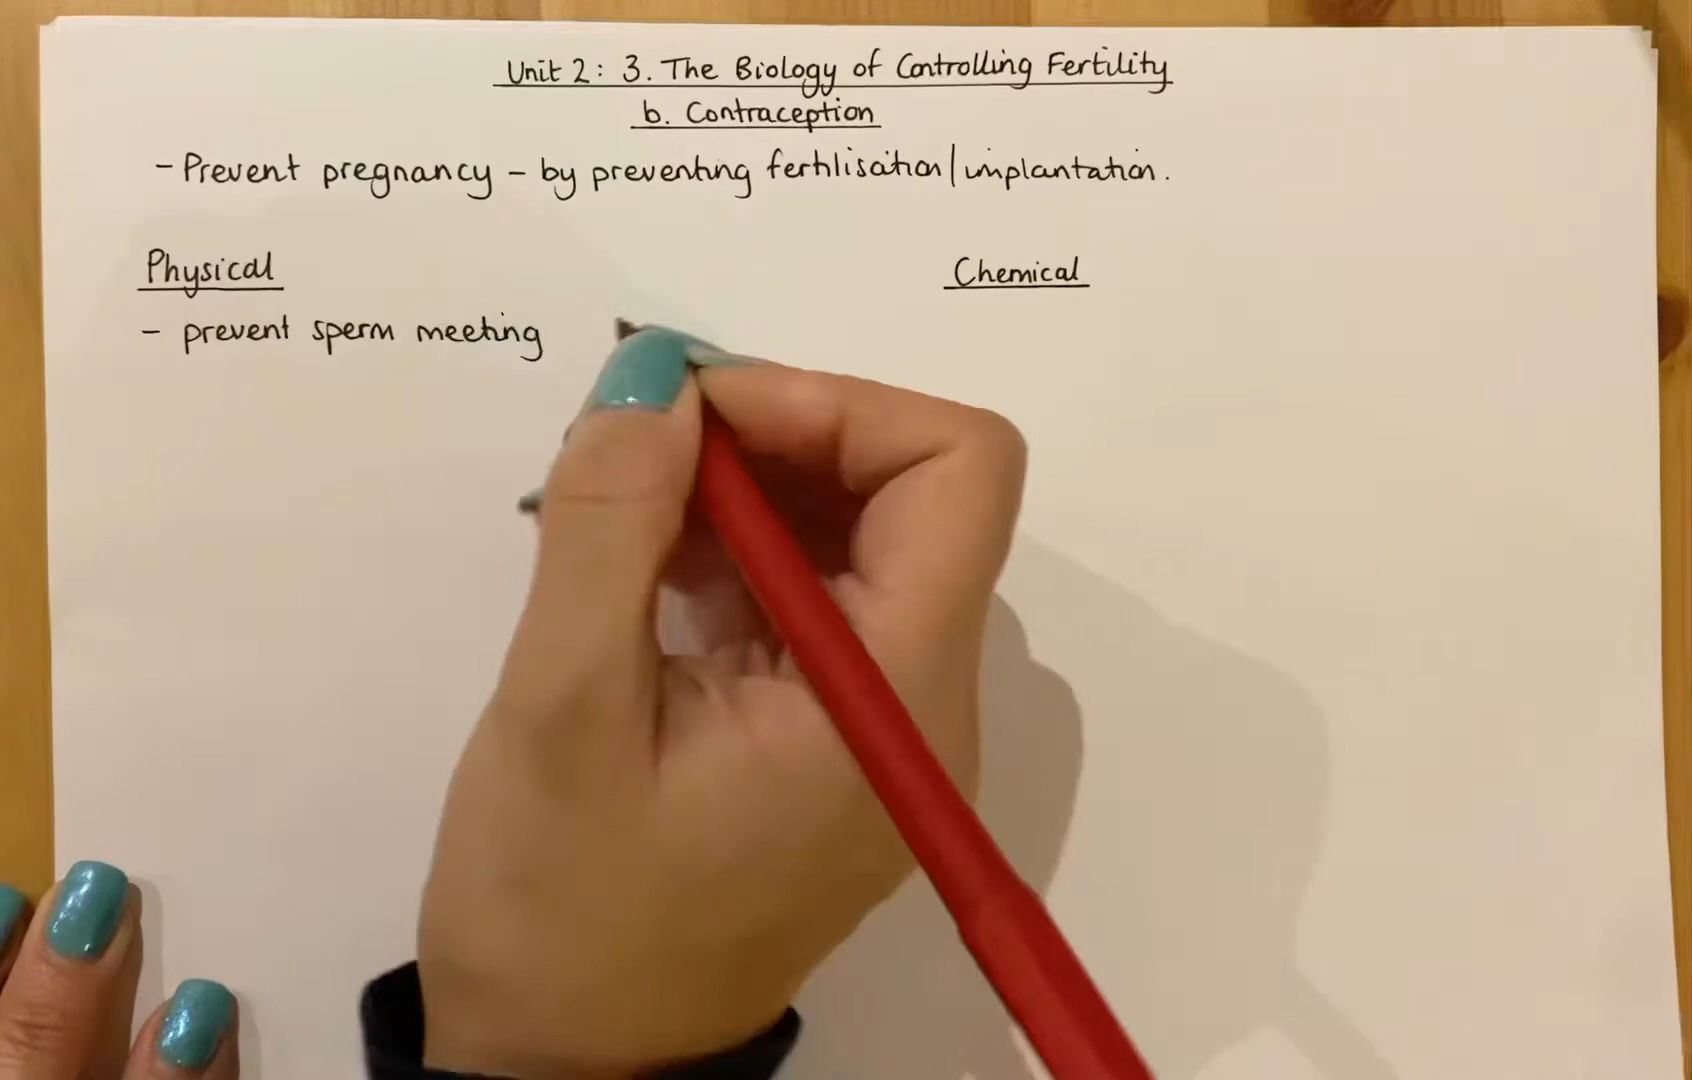 Unit 2: 3. The Biology of Controlling Fertility
b. Contraception
- Prevent pregnancy - by preventing fertilisation/implantation.
Physical
Chemical
- prevent sperm meeting